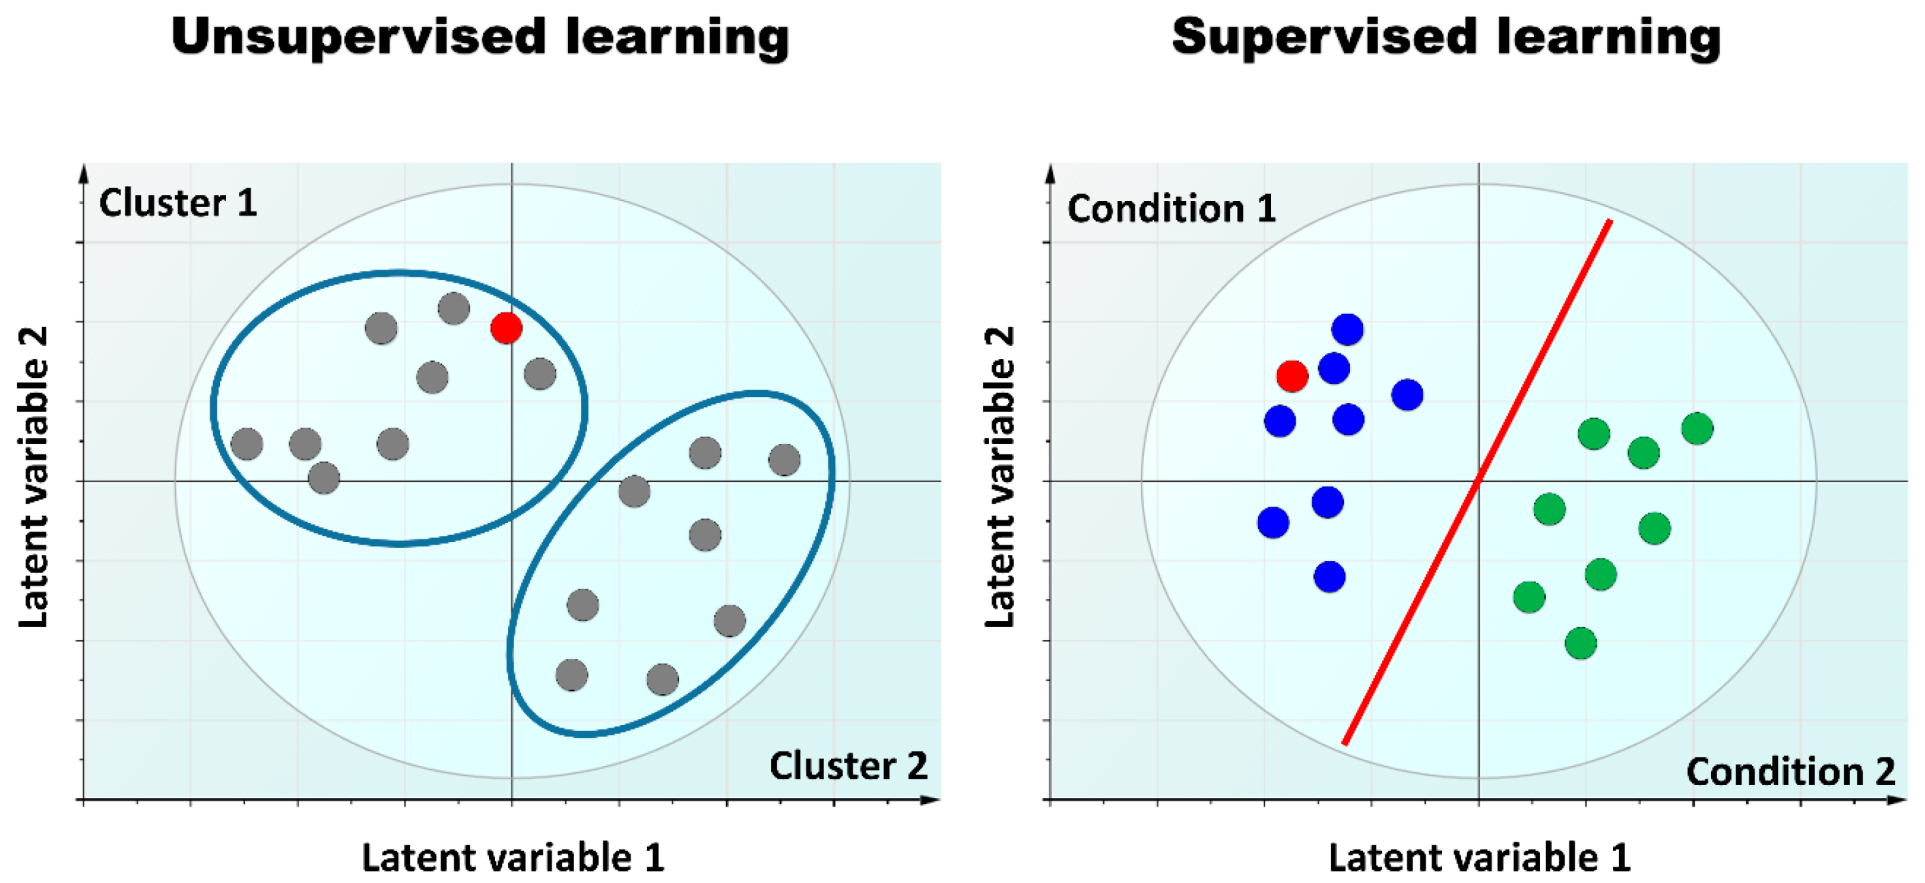 Unsupervised learning
Cluster 1
Latent variable 2
Cluster 2
Latent variable 1
Supervised learning
Condition 1
Latent variable 2
Condition 2
Latent variable 1